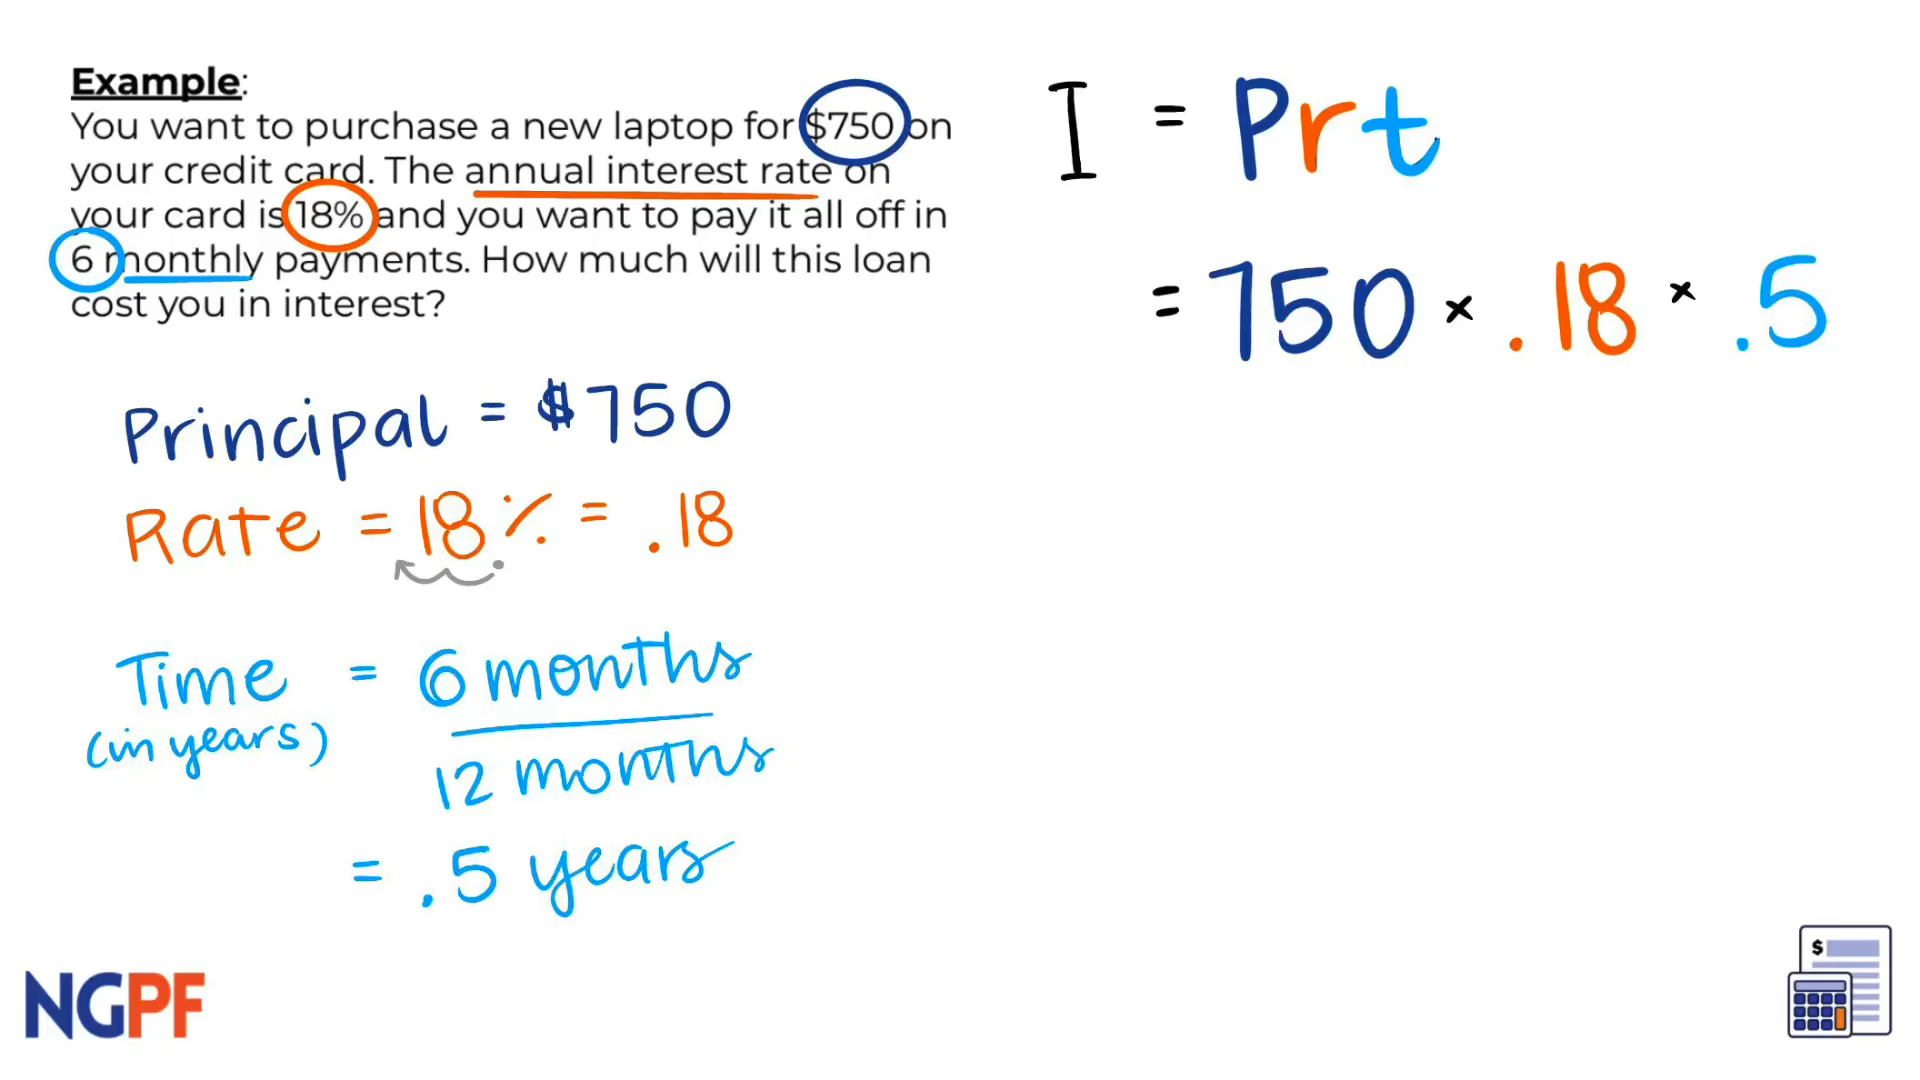 Example:
You want to purchase a new laptop for $750 on
your credit card. The annual interest rate on
your card is 18% and you want to pay it all off in
6 monthly payments. How much will this loan
cost you in interest?
Principal = $750
Rate = 18% = .18
Time = 6 months
(in years)
12 months
= .5 years
I = Prt
= 750 × .18 × .5
NGPF
$